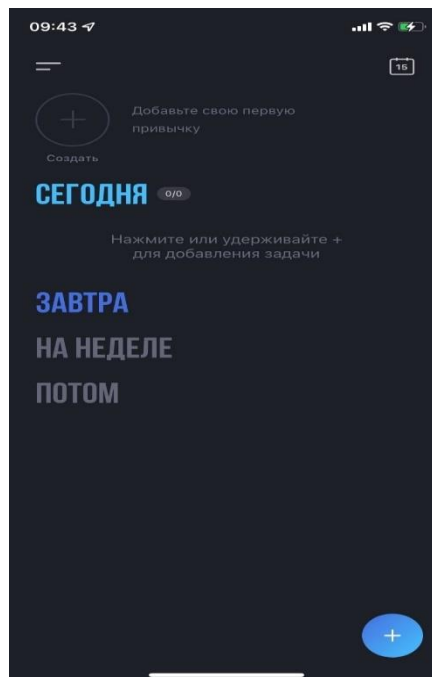 09:43
15
Добавьте свою первую
привычку
Создать
СЕГОДНЯ 0/0
Нажмите или удерживайте +
для добавления задачи
ЗАВТРА
НА НЕДЕЛЕ
ПОТОМ